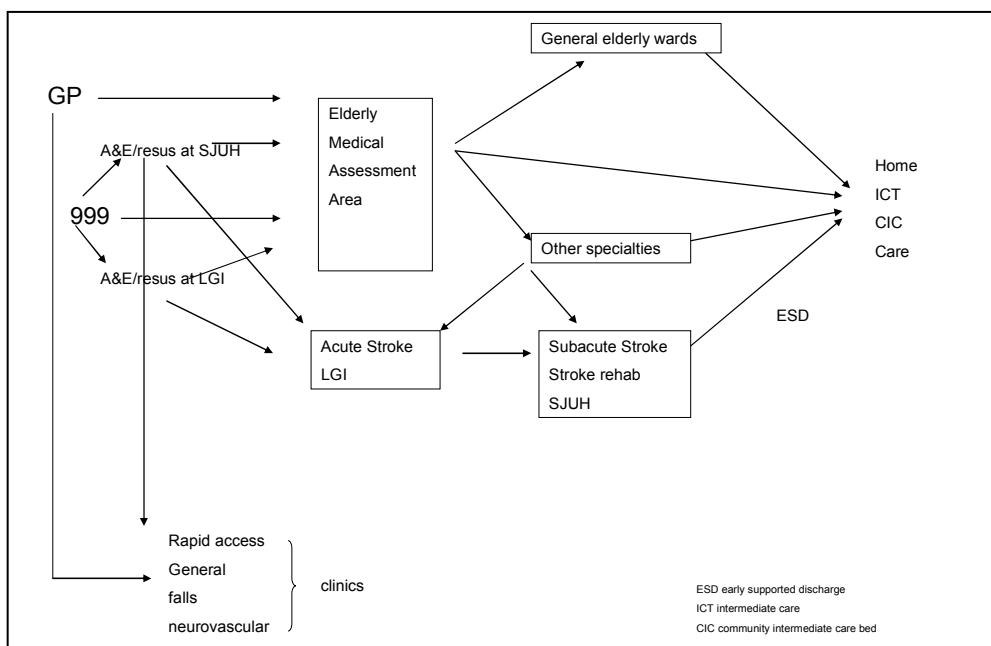 General elderly wards
GP
Elderly
Medical
Assessment
Area
A&E/resus at SJUH
999
A&E/resus at LGI
Home
ICT
CIC
Care
Other specialties
ESD
Acute Stroke
LGI
Subacute Stroke
Stroke rehab
SJUH
Rapid access
General
falls
neurovascular
clinics
ESD early supported discharge
ICT intermediate care
CIC community intermediate care bed